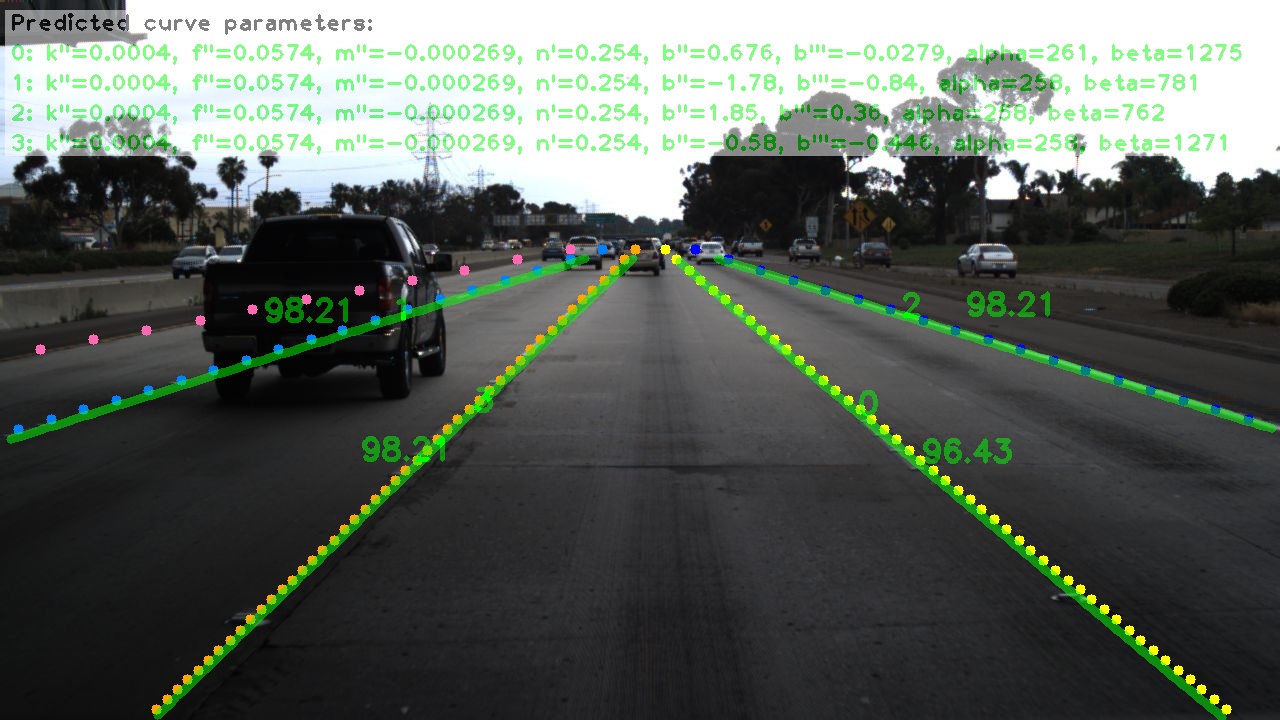 Predicted curve parameters:
0: k''=0.0004, f''=0.0574, m''=-0.000269, n'=0.254, b''=0.676, b'''=-0.0279, alpha=261, beta=1275
1: k''=0.0004, f''=0.0574, m''=-0.000269, n'=0.254, b''=-1.78, b'''=-0.84, alpha=258, beta=781
2: k''=0.0004, f''=0.0574, m''=-0.000269, n'=0.254, b''=1.85, b'''=0.36, alpha=258, beta=762
3: k''=0.0004, f''=0.0574, m''=-0.000269, n'=0.254, b''=-0.58, b'''=-0.446, alpha=258, beta=1271
98.21 1 2 98.21
3 0
98.21 96.43